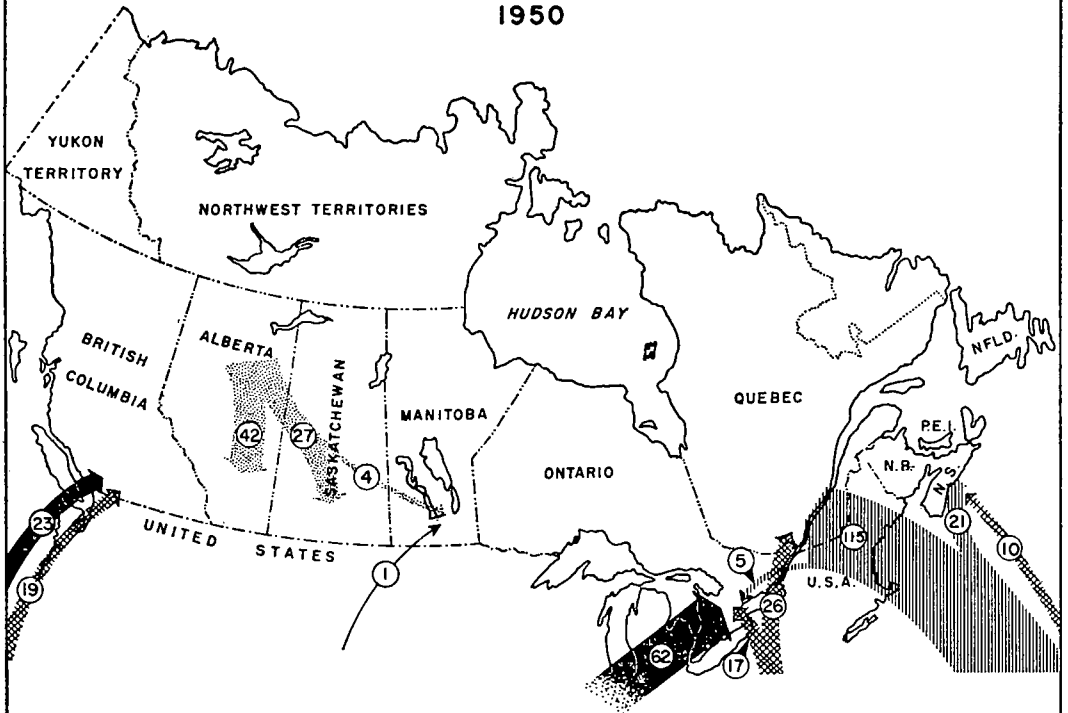 1950
YUKON
TERRITORY
NORTHWEST TERRITORIES
HUDSON BAY
NFLD.
BRITISH
COLUMBIA
ALBERTA
SASKATCHEWAN
MANITOBA
QUEBEC
P.E.I.
N.B.
N.S.
ONTARIO
42
27
4
23
19
UNITED STATES
1
5
115
21
10
U.S.A.
26
62
17